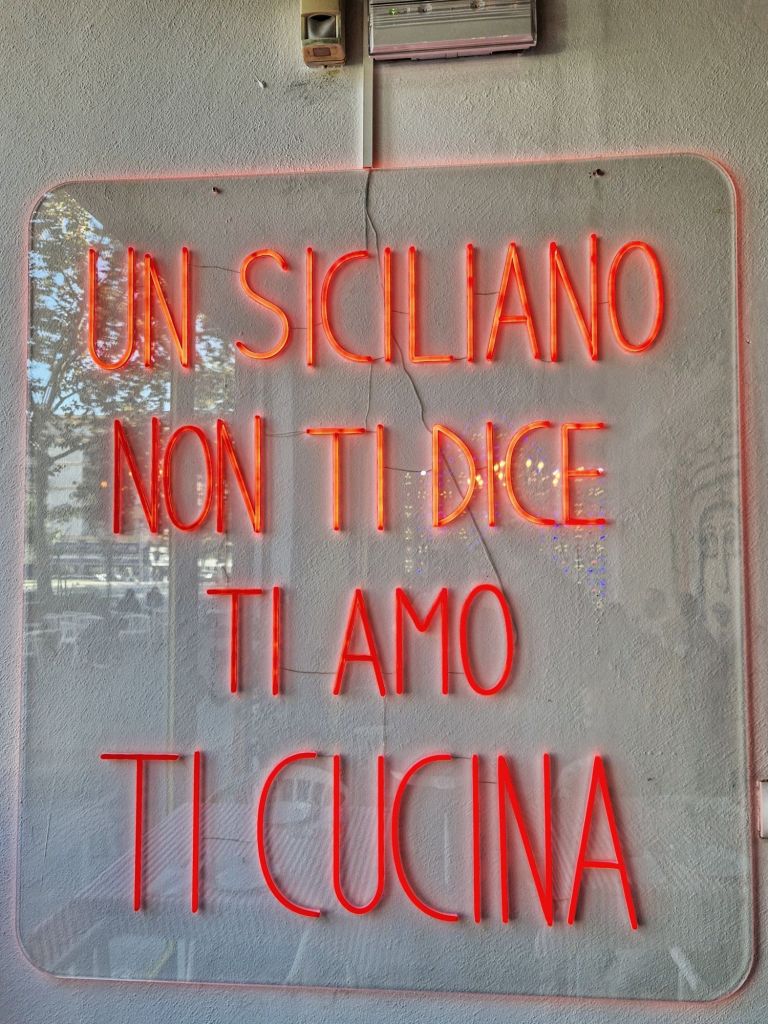 UN SICILIANO
NON TI DICE
TI AMO
TI CUCINA